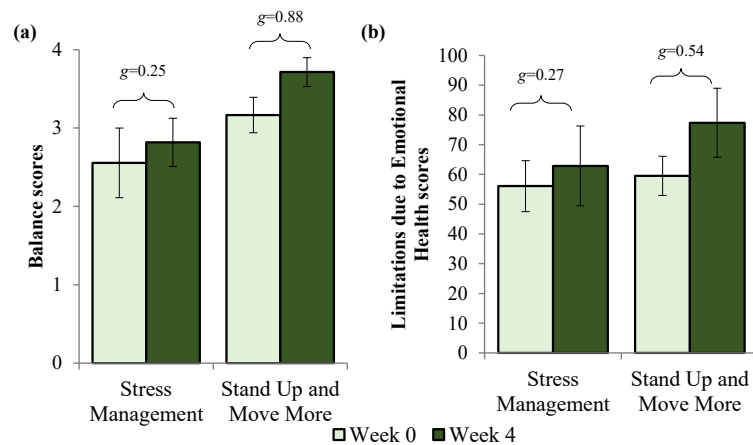 (a)
g=0.88
g=0.25
4
3
2
1
0
Balance scores
Stress
Management
Stand Up and
Move More
(b)
g=0.54
g=0.27
100
90
80
70
60
50
40
30
20
10
0
Limitations due to Emotional
Health scores
Stress
Management
Stand Up and
Move More
Week 0 Week 4